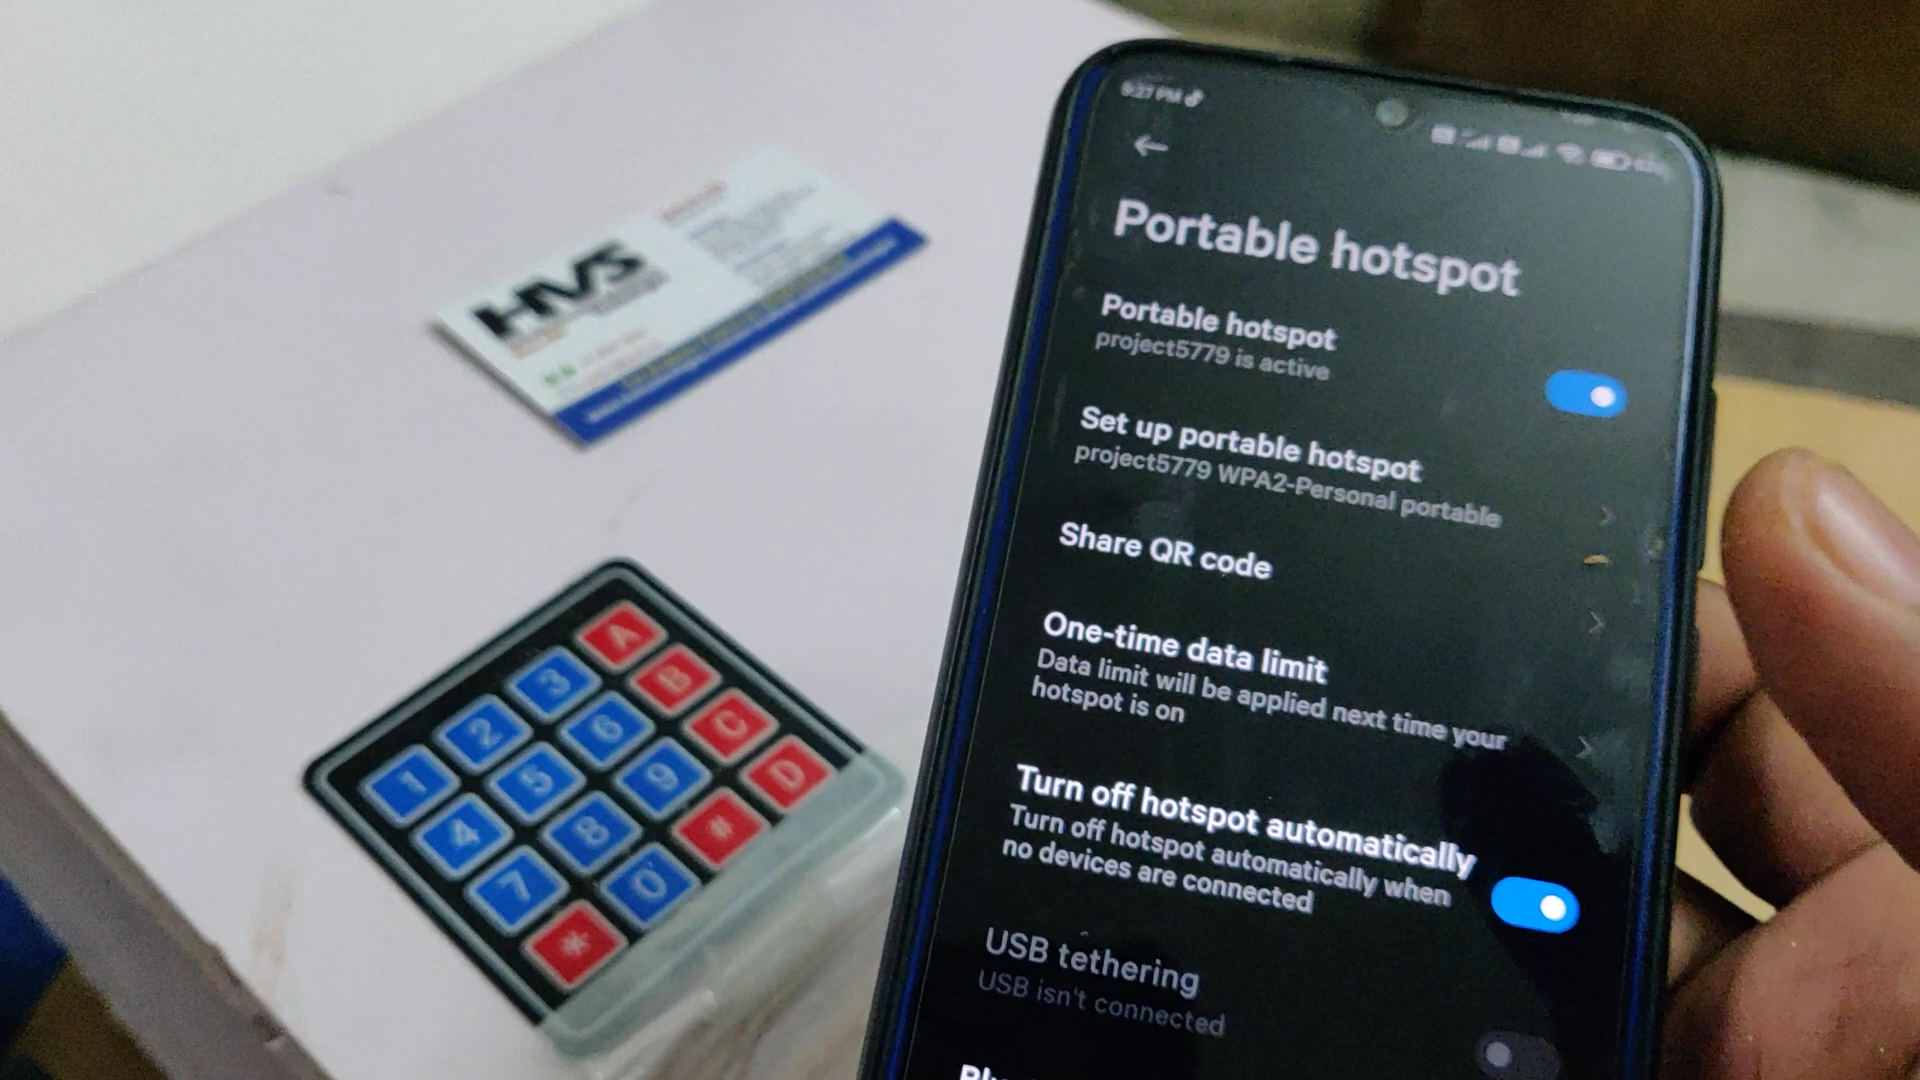 HVS
1 2 3 A
4 5 6 B
7 8 9 C
* 0 # D
9:27 PM
Portable hotspot
Portable hotspot
project5779 is active
Set up portable hotspot
project5779 WPA2-Personal portable
Share QR code
One-time data limit
Data limit will be applied next time your
hotspot is on
Turn off hotspot automatically
Turn off hotspot automatically when
no devices are connected
USB tethering
USB isn't connected